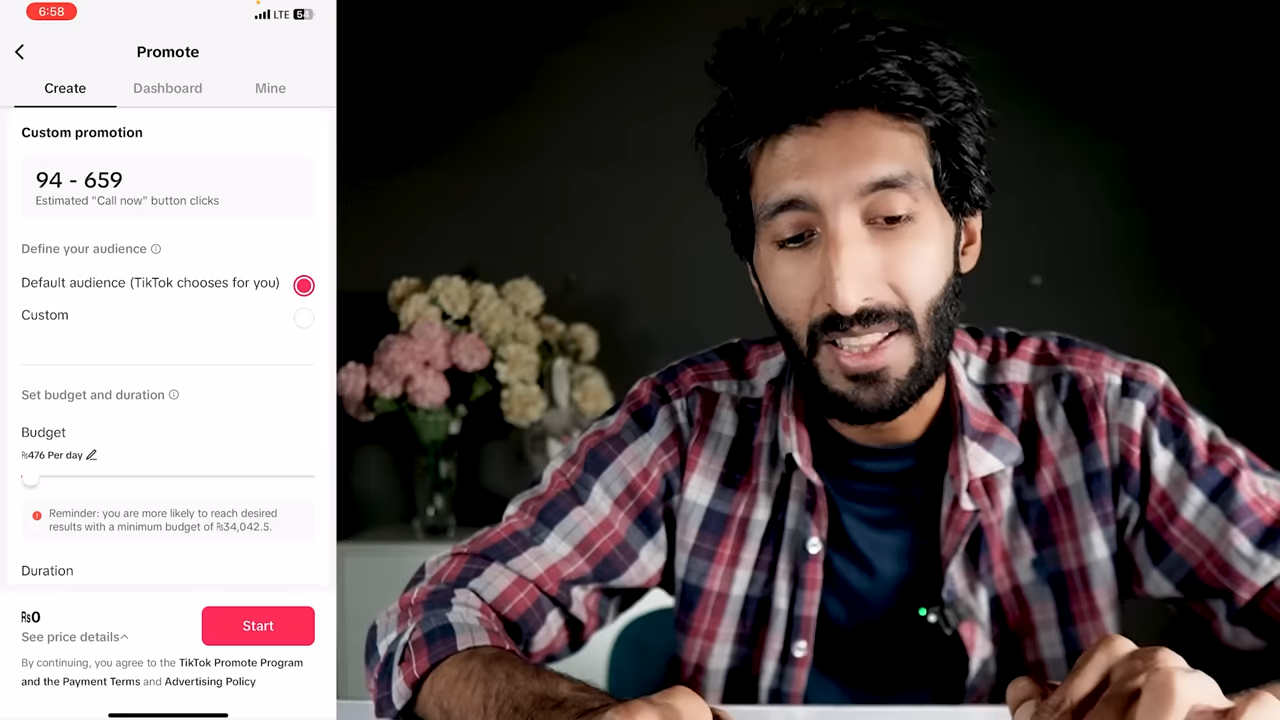 6:58
LTE 54
Promote
Create Dashboard Mine
Custom promotion
94 - 659
Estimated "Call now" button clicks
Define your audience
Default audience (TikTok chooses for you)
Custom
Set budget and duration
Budget
₨476 Per day
Reminder: you are more likely to reach desired
results with a minimum budget of ₨34,042.5.
Duration
₨0
See price details
Start
By continuing, you agree to the TikTok Promote Program
and the Payment Terms and Advertising Policy